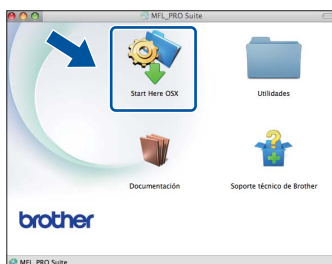 MFL_PRO Suite
Start Here OSX
Utilidades
Documentación
Soporte técnico de Brother
brother
MFL_PRO Suite